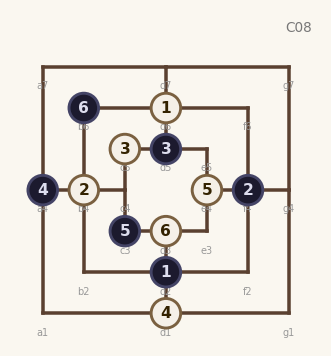 C08
a7 d7 g7
6 1
b6 d6 f6
3 3
c5 d5 e5
4 2 5 2
a4 b4 c4 e4 f4 g4
5 6
c3 d3 e3
1
b2 d2 f2
4
a1 d1 g1